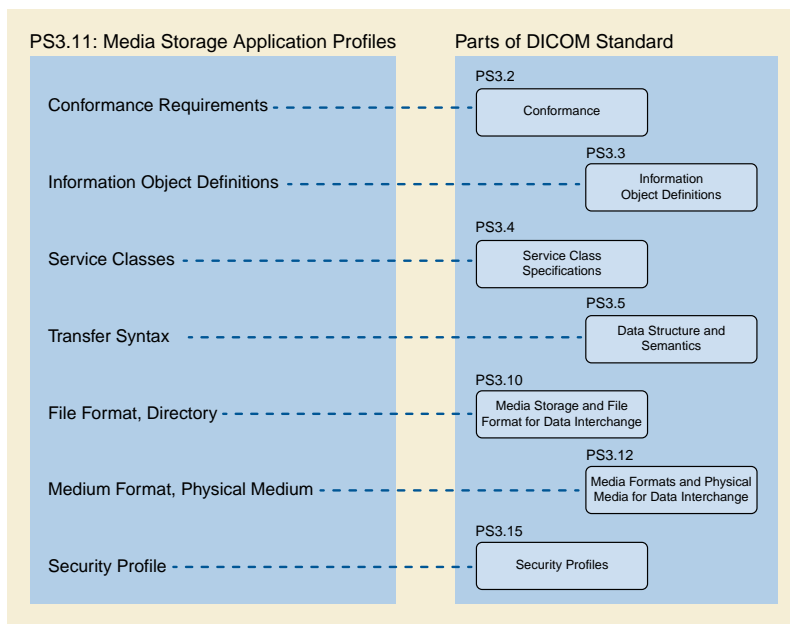 PS3.11: Media Storage Application Profiles
Parts of DICOM Standard
PS3.2
Conformance Requirements
Conformance
PS3.3
Information Object Definitions
Information
Object Definitions
PS3.4
Service Classes
Service Class
Specifications
PS3.5
Transfer Syntax
Data Structure and
Semantics
PS3.10
File Format, Directory
Media Storage and File
Format for Data Interchange
PS3.12
Medium Format, Physical Medium
Media Formats and Physical
Media for Data Interchange
PS3.15
Security Profile
Security Profiles